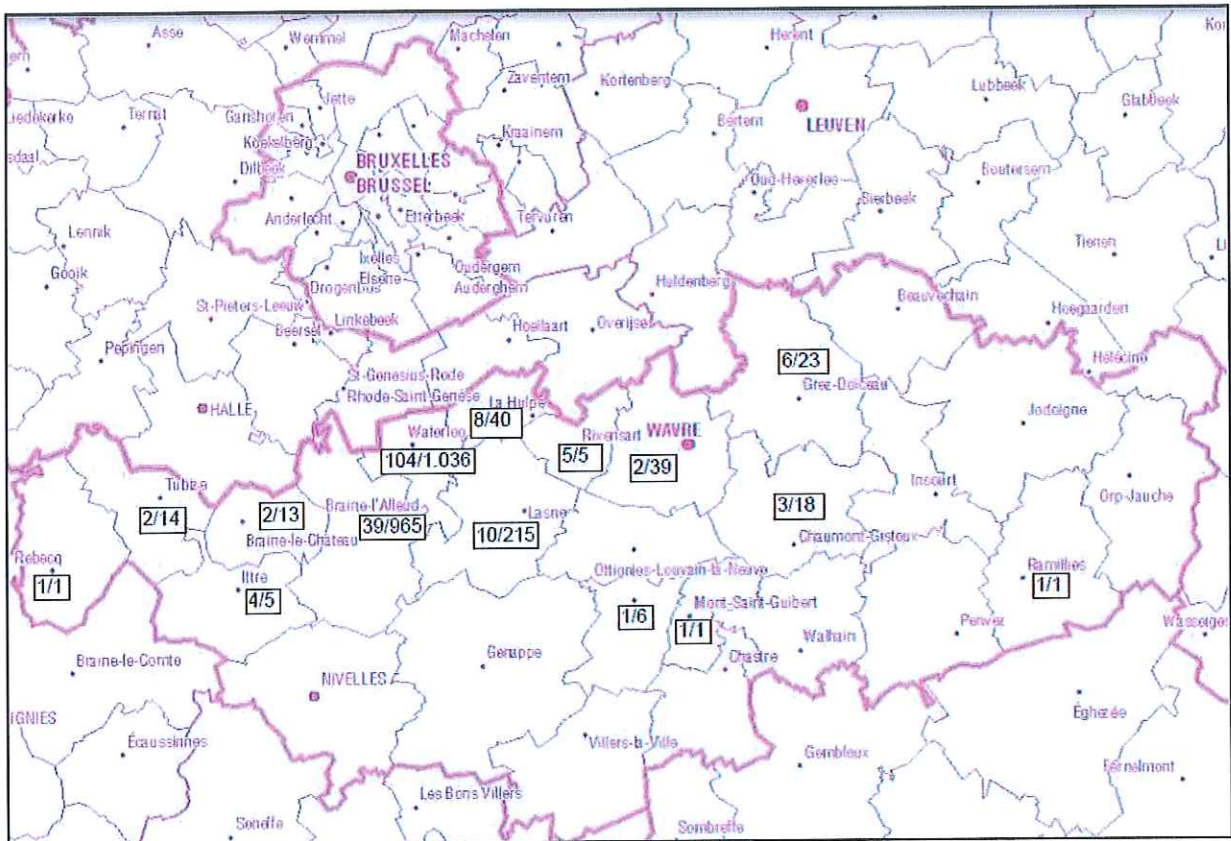 Asse
Wemmel
Machelen
Herent
Zaventem
Kortenberg
Lubbeek
Glabbeek
Jette
Liedekerke
Ternat
Ganshoren
Koekelberg
Kraainem
Bertem
LEUVEN
BRUXELLES
BRUSSEL
Dilbeek
Boutersem
Oud-Heverlee
Bierbeek
Anderlecht
Etterbeek
Tervuren
Lennik
Tienen
Gooik
Ixelles
Elsene
Oudergem
Auderghem
Huldenberg
Drogenbos
Beauvechain
St-Pieters-Leeuw
Hoegaarden
Beersel
Linkebeek
Hoeilaart
Overijse
Pepingen
6/23
Hélécine
Grez-Doiceau
St-Genesius-Rode
Rhode-Saint-Genèse
HALLE
La Hulpe
8/40
Jodoigne
Waterloo
104/1.036
Rixensart
5/5
WAVRE
2/39
Tubize
2/14
2/13
Braine-l'Alleud
39/965
Lasne
10/215
3/18
Incourt
Orp-Jauche
Braine-le-Château
Chaumont-Gistoux
Rebecq
1/1
Ittre
4/5
Ottignies-Louvain-la-Neuve
Ramillies
1/1
1/6
Mont-Saint-Guibert
1/1
Perwez
Walhain
Wasseiges
Braine-le-Comte
Genappe
Chastre
NIVELLES
Éghezée
IGNIES
Écaussinnes
Villers-la-Ville
Gembloux
Fernelmont
Les Bons Villers
Seneffe
Sombreffe